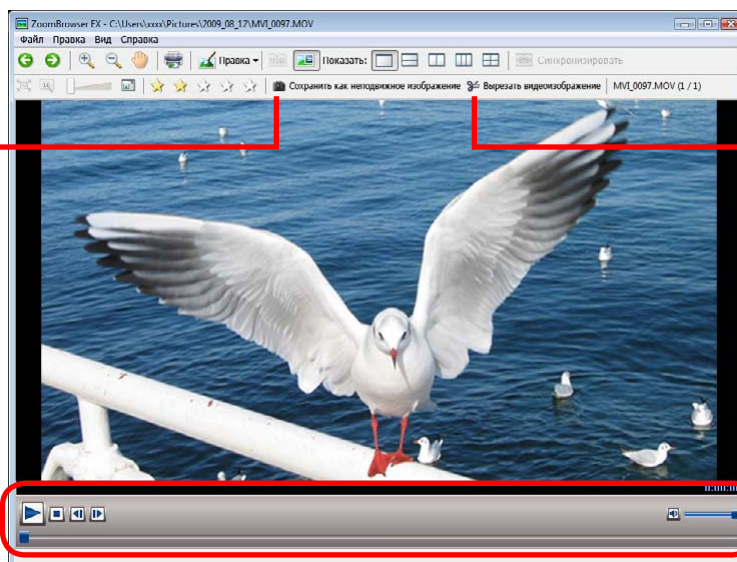 ZoomBrowser EX - C:\Users\xxxx\Pictures\2009_08_12\MVI_0097.MOV
Файл Правка Вид Справка
Правка Показать: Синхронизировать
Сохранить как неподвижное изображение Вырезать видеоизображение MVI_0097.MOV (1 / 1)